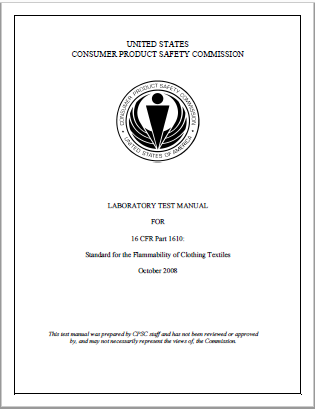 UNITED STATES
CONSUMER PRODUCT SAFETY COMMISSION
CONSUMER PRODUCT SAFETY COMMISSION
UNITED STATES OF AMERICA
LABORATORY TEST MANUAL
FOR
16 CFR Part 1610:
Standard for the Flammability of Clothing Textiles
October 2008
This test manual was prepared by CPSC staff and has not been reviewed or approved
by, and may not necessarily represent the views of, the Commission.